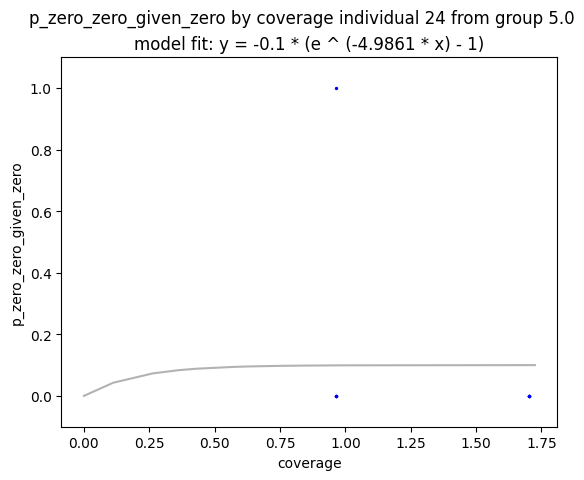 p_zero_zero_given_zero by coverage individual 24 from group 5.0
model fit: y = -0.1 * (e ^ (-4.9861 * x) - 1)
1.0
0.8
0.6
0.4
0.2
0.0
p_zero_zero_given_zero
0.00 0.25 0.50 0.75 1.00 1.25 1.50 1.75
coverage